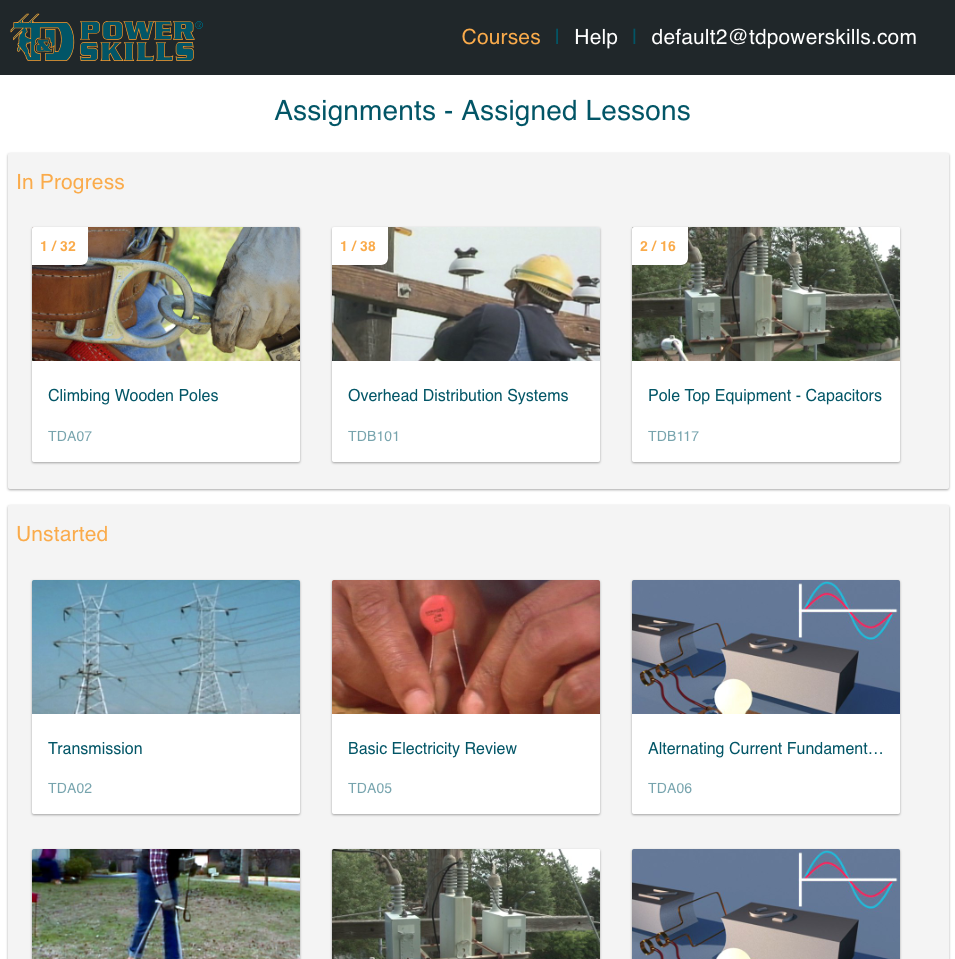 T&D POWER SKILLS®
Courses | Help | default2@tdpowerskills.com
Assignments - Assigned Lessons
In Progress
1 / 32
1 / 38
2 / 16
Climbing Wooden Poles
Overhead Distribution Systems
Pole Top Equipment - Capacitors
TDA07
TDB101
TDB117
Unstarted
Transmission
Basic Electricity Review
Alternating Current Fundament…
TDA02
TDA05
TDA06